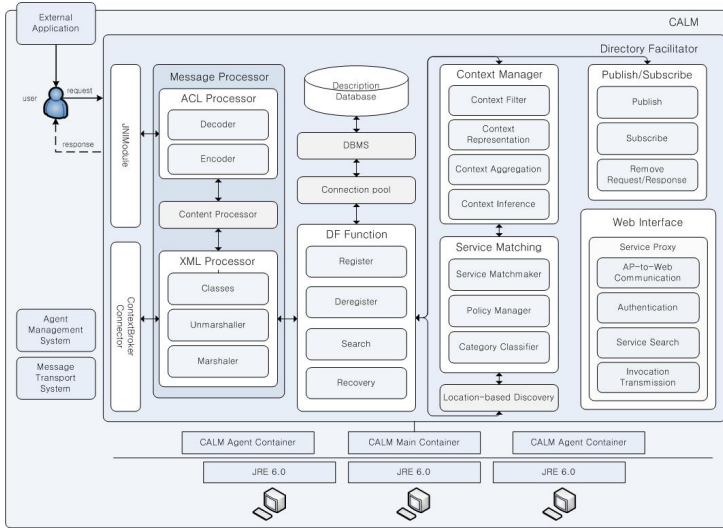 External
Application
CALM
Directory Facilitator
user
request
response
JNIModule
ContextBroker
Connector
Agent
Management
System
Message
Transport
System
Message Processor
ACL Processor
Decoder
Encoder
Content Processor
XML Processor
Classes
Unmarshaller
Marshaler
Description
Database
DBMS
Connection pool
DF Function
Register
Deregister
Search
Recovery
Context Manager
Context Filter
Context
Representation
Context Aggregation
Context Inference
Service Matching
Service Matchmaker
Policy Manager
Category Classifier
Location-based Discovery
Publish/Subscribe
Publish
Subscribe
Remove
Request/Response
Web Interface
Service Proxy
AP-to-Web
Communication
Authentication
Service Search
Invocation
Transmission
CALM Agent Container
CALM Main Container
CALM Agent Container
JRE 6.0
JRE 6.0
JRE 6.0